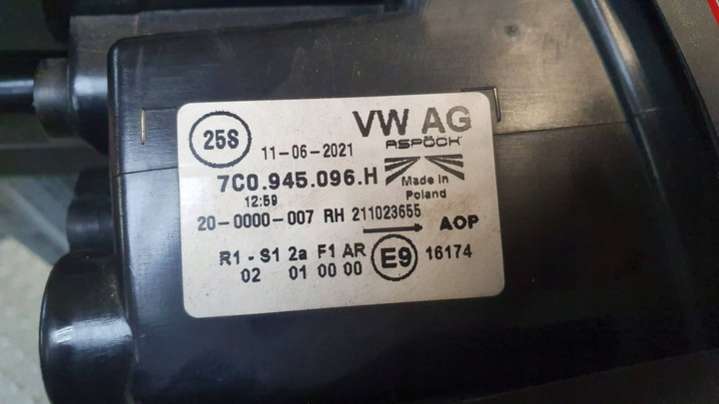 25S
VW AG
11-06-2021
ASPÖCK
7C0.945.096.H
Made in
Poland
12:59
20-0000-007 RH 211023655
AOP
R1 - S1 2a F1 AR
02 01 00 00
E9
16174